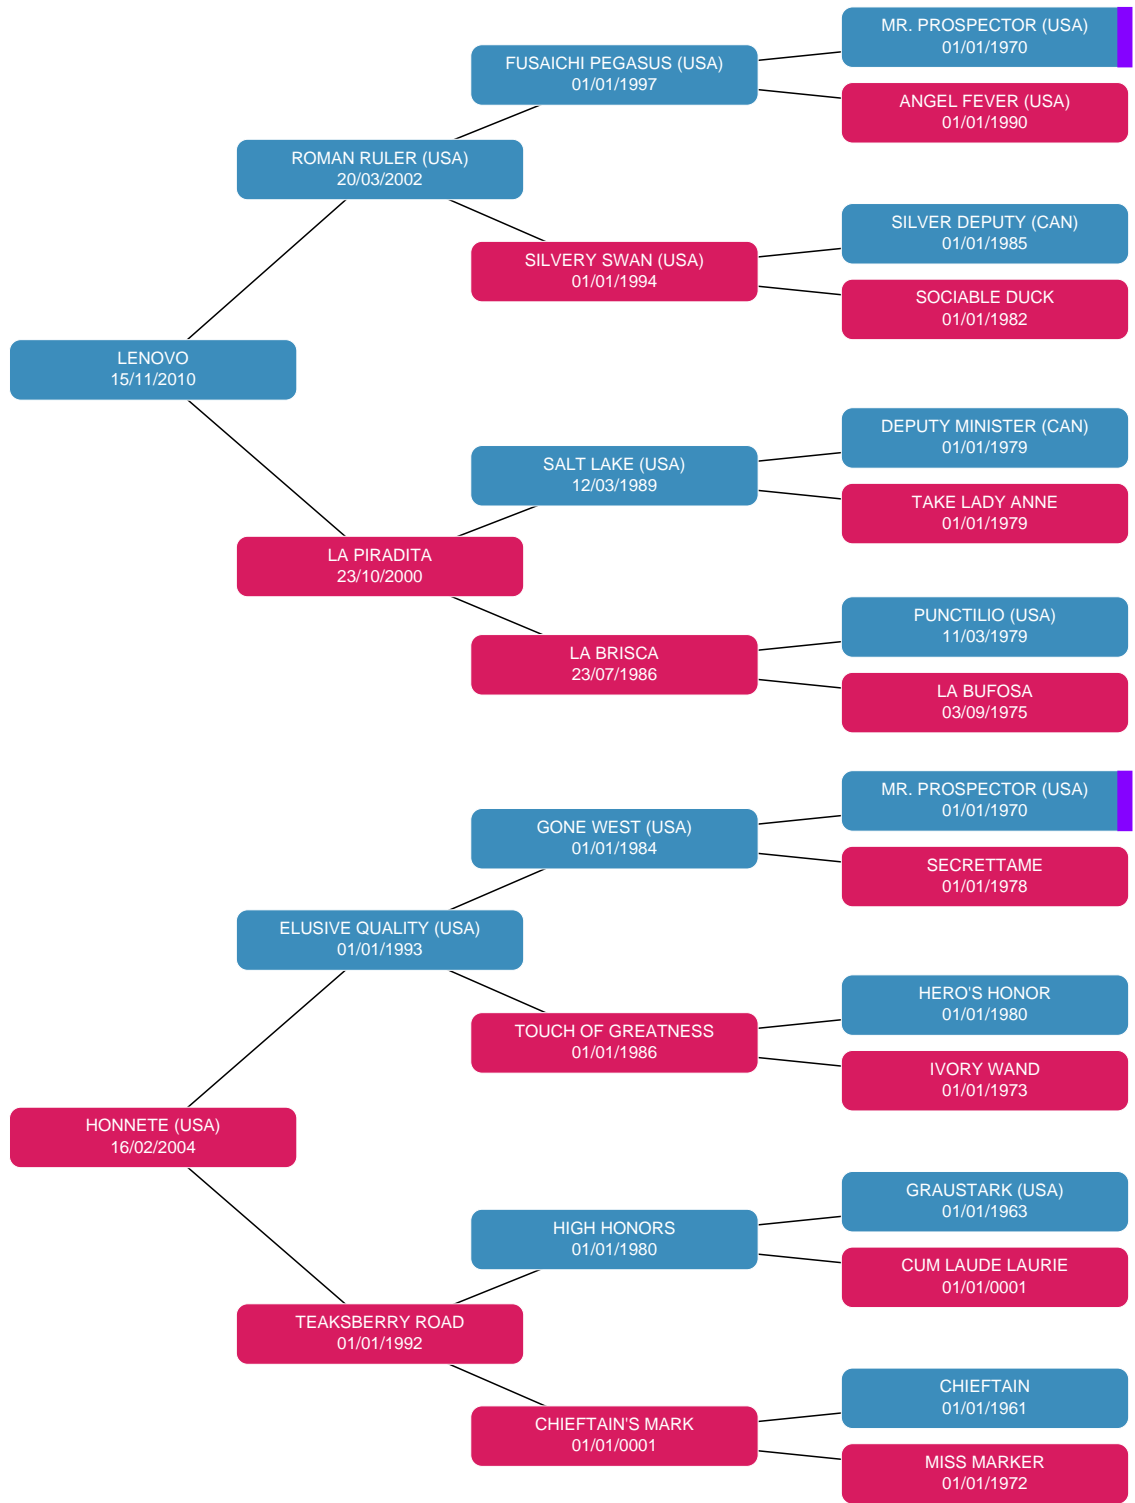 MR. PROSPECTOR (USA)
01/01/1970
FUSAICHI PEGASUS (USA)
01/01/1997
ANGEL FEVER (USA)
01/01/1990
ROMAN RULER (USA)
20/03/2002
SILVER DEPUTY (CAN)
01/01/1985
SILVERY SWAN (USA)
01/01/1994
SOCIABLE DUCK
01/01/1982
LENOVO
15/11/2010
DEPUTY MINISTER (CAN)
01/01/1979
SALT LAKE (USA)
12/03/1989
TAKE LADY ANNE
01/01/1979
LA PIRADITA
23/10/2000
PUNCTILIO (USA)
11/03/1979
LA BRISCA
23/07/1986
LA BUFOSA
03/09/1975
MR. PROSPECTOR (USA)
01/01/1970
GONE WEST (USA)
01/01/1984
SECRETTAME
01/01/1978
ELUSIVE QUALITY (USA)
01/01/1993
HERO'S HONOR
01/01/1980
TOUCH OF GREATNESS
01/01/1986
IVORY WAND
01/01/1973
HONNETE (USA)
16/02/2004
GRAUSTARK (USA)
01/01/1963
HIGH HONORS
01/01/1980
CUM LAUDE LAURIE
01/01/0001
TEAKSBERRY ROAD
01/01/1992
CHIEFTAIN
01/01/1961
CHIEFTAIN'S MARK
01/01/0001
MISS MARKER
01/01/1972